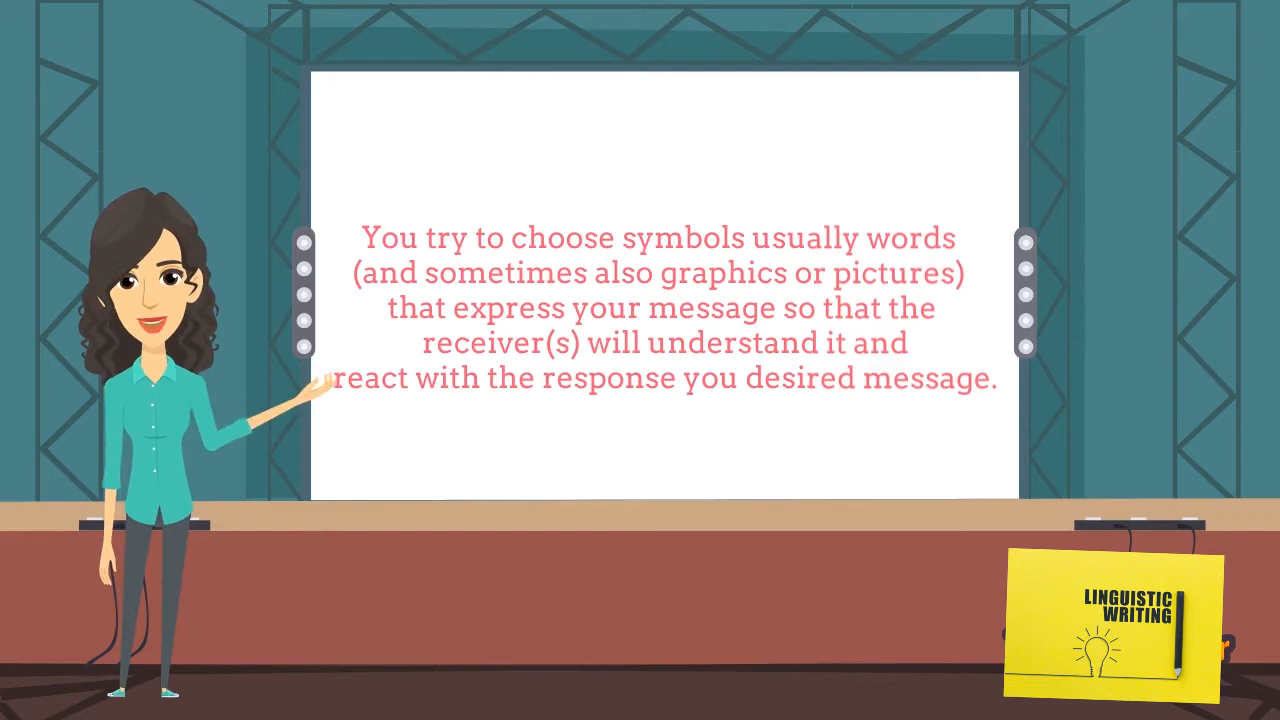 You try to choose symbols usually words
(and sometimes also graphics or pictures)
that express your message so that the
receiver(s) will understand it and
react with the response you desired message.
LINGUISTIC
WRITING